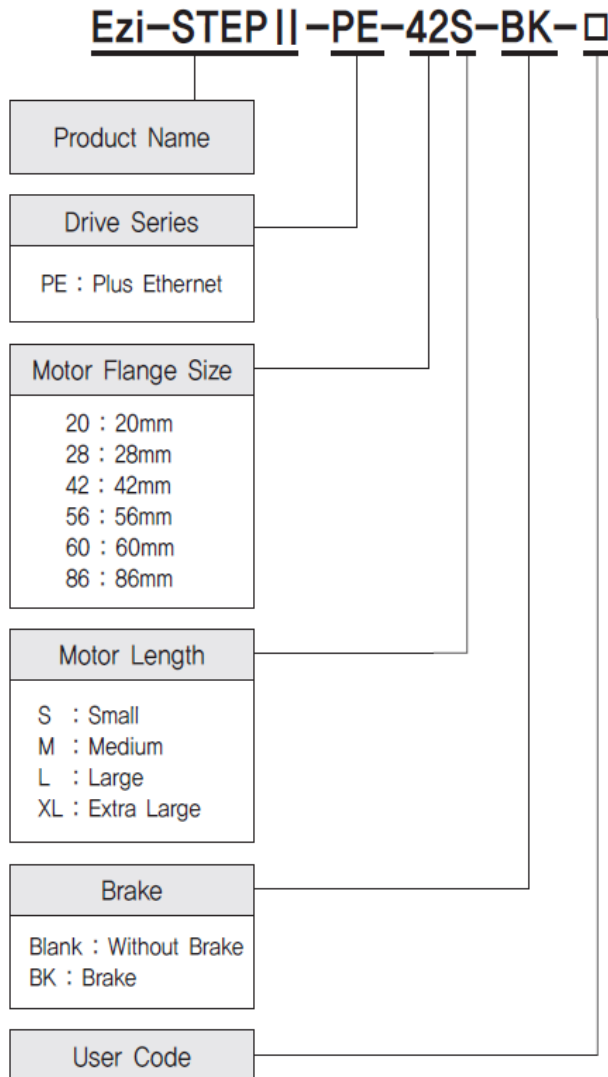 Ezi-STEPII-PE-42S-BK-□
Product Name
Drive Series
PE : Plus Ethernet
Motor Flange Size
20 : 20mm
28 : 28mm
42 : 42mm
56 : 56mm
60 : 60mm
86 : 86mm
Motor Length
S : Small
M : Medium
L : Large
XL : Extra Large
Brake
Blank : Without Brake
BK : Brake
User Code